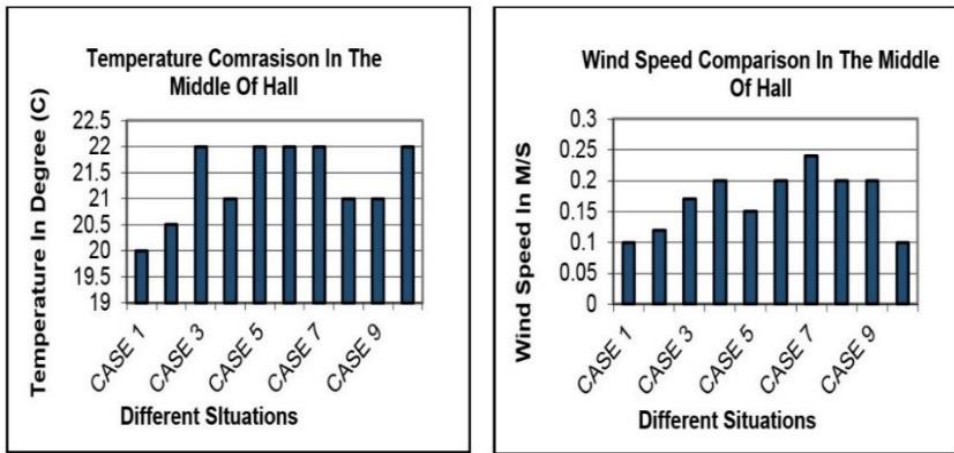 Temperature Comrasison In The
Middle Of Hall
Temperature In Degree (C)
22.5
22
21.5
21
20.5
20
19.5
19
CASE 1
CASE 3
CASE 5
CASE 7
CASE 9
Different SItuations
Wind Speed Comparison In The Middle
Of Hall
Wind Speed In M/S
0.3
0.25
0.2
0.15
0.1
0.05
0
CASE 1
CASE 3
CASE 5
CASE 7
CASE 9
Different SItuations